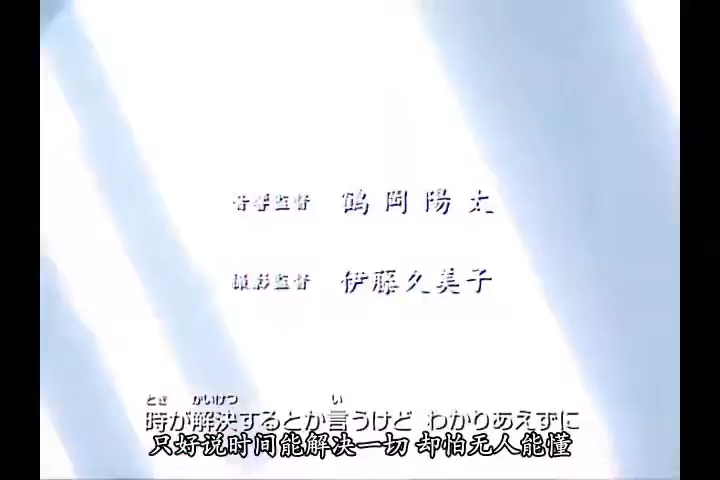 音響監督 鶴岡陽太
撮影監督 伊藤久美子
とき かいけつ い
時が解決するとか言うけど わかりあえずに
只好说时间能解决一切 却怕无人能懂